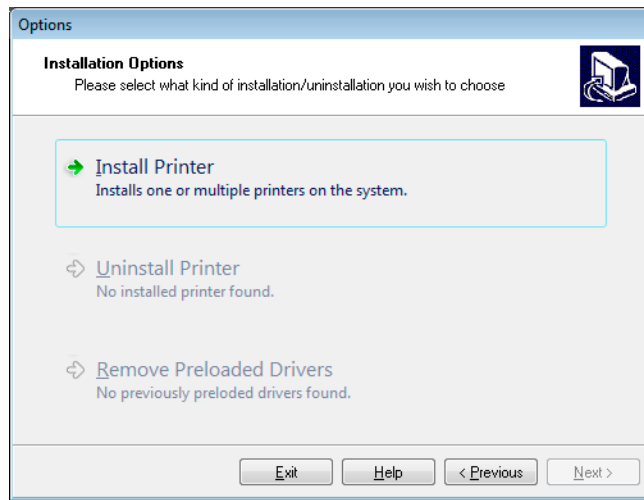 Options
Installation Options
Please select what kind of installation/uninstallation you wish to choose
Install Printer
Installs one or multiple printers on the system.
Uninstall Printer
No installed printer found.
Remove Preloaded Drivers
No previously preloded drivers found.
Exit Help < Previous Next >